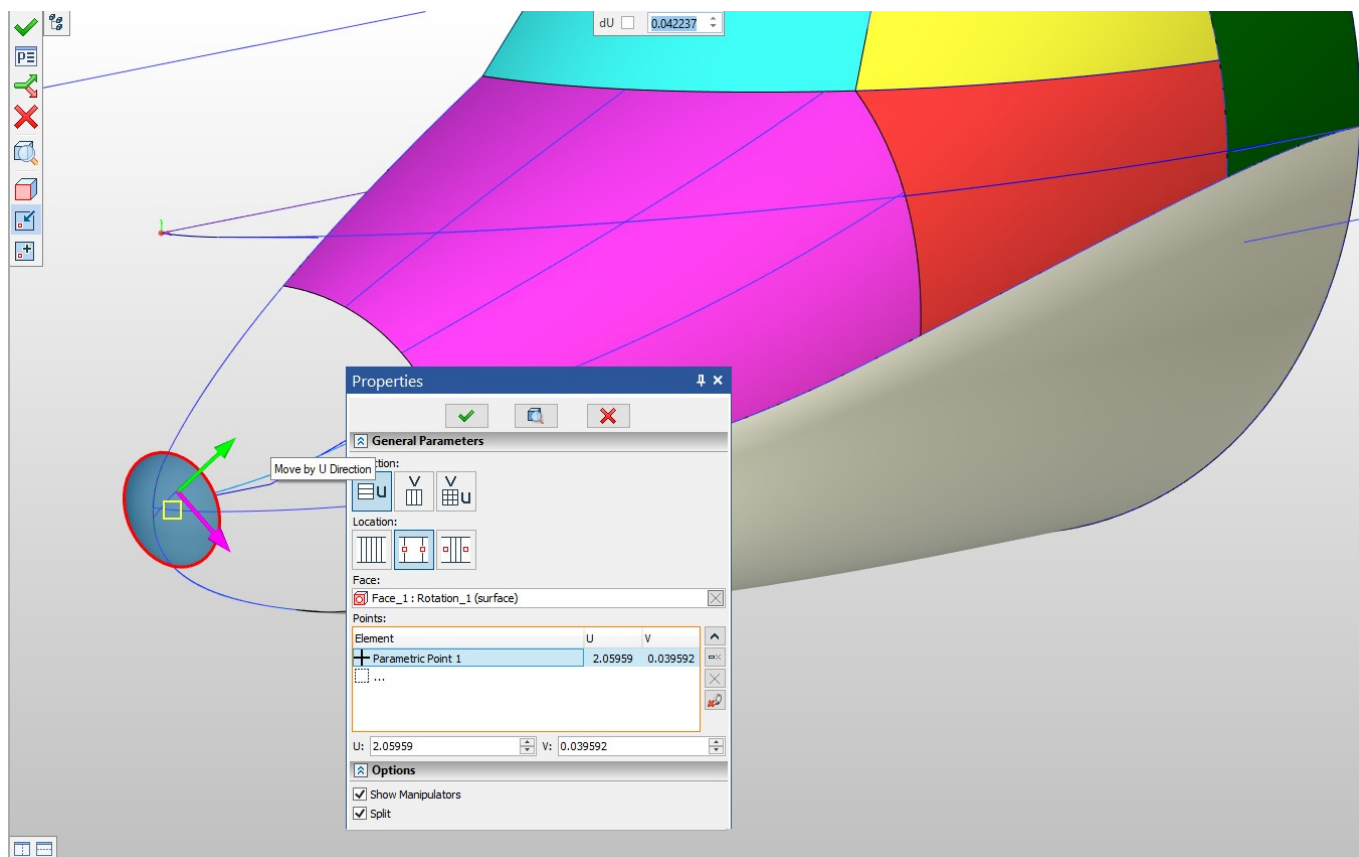 dU 0.042237
P
Properties
General Parameters
ction:
U V V U
Location:
Face:
Face_1 : Rotation_1 (surface)
Points:
Element U V
Parametric Point 1 2.05959 0.039592
...
U: 2.05959 V: 0.039592
Options
Show Manipulators
Split
Move by U Direction